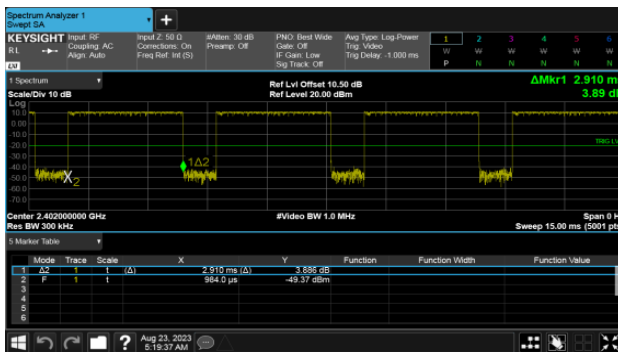 Spectrum Analyzer 1
Swept SA
KEYSIGHT Input: RF Input Z: 50 Ω #Atten: 30 dB PNO: Best Wide Avg Type: Log-Power 1 2 3 4 5 6
RL Coupling: AC Corrections: On Preamp: Off Gate: Off Trig: Video W W W W W W
Align: Auto Freq Ref: Int (S) IF Gain: Low Trig Delay: -1.000 ms P N N N N N
LXI Sig Track: Off
1 Spectrum Ref Lvl Offset 10.50 dB ΔMkr1 2.910 m
Scale/Div 10 dB Ref Level 20.00 dBm 3.89 d
Log
10.0
0.00
-10.0
TRIG LV
-20.0
-30.0
1Δ2
-40.0
-50.0
X2
-60.0
-70.0
Center 2.402000000 GHz #Video BW 1.0 MHz Span 0 H
Res BW 300 kHz Sweep 15.00 ms (5001 pts
5 Marker Table
Mode Trace Scale X Y Function Function Width Function Value
1 Δ2 1 t (Δ) 2.910 ms (Δ) 3.886 dB
2 F 1 t 984.0 µs -49.37 dBm
3
4
5
6
? Aug 23, 2023
5:19:37 AM